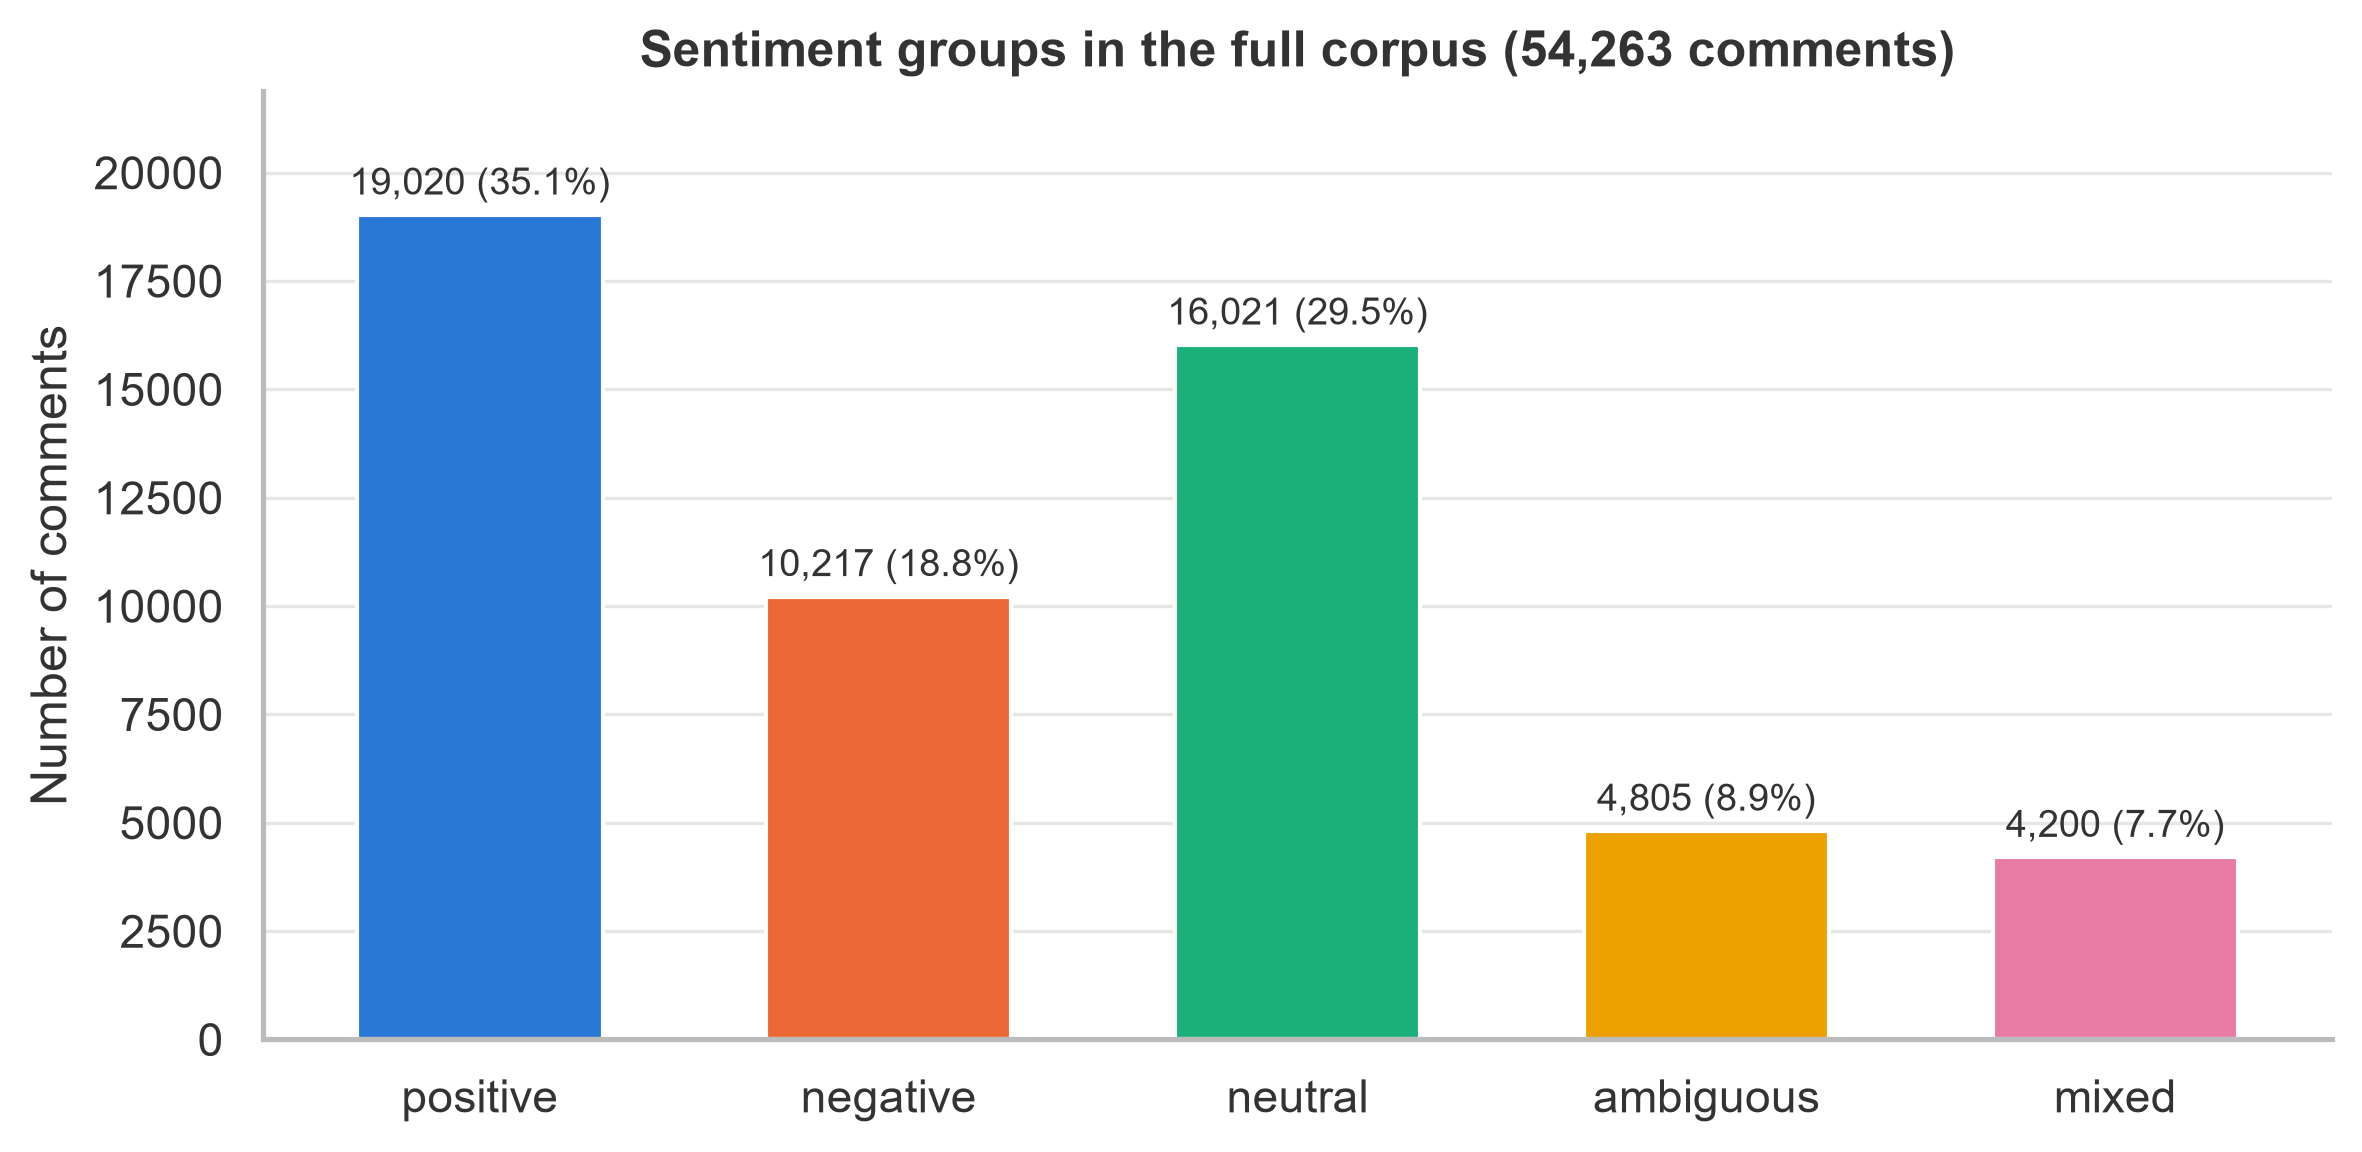 Sentiment groups in the full corpus (54,263 comments)
Number of comments
20000
17500
15000
12500
10000
7500
5000
2500
0
19,020 (35.1%)
10,217 (18.8%)
16,021 (29.5%)
4,805 (8.9%)
4,200 (7.7%)
positive
negative
neutral
ambiguous
mixed